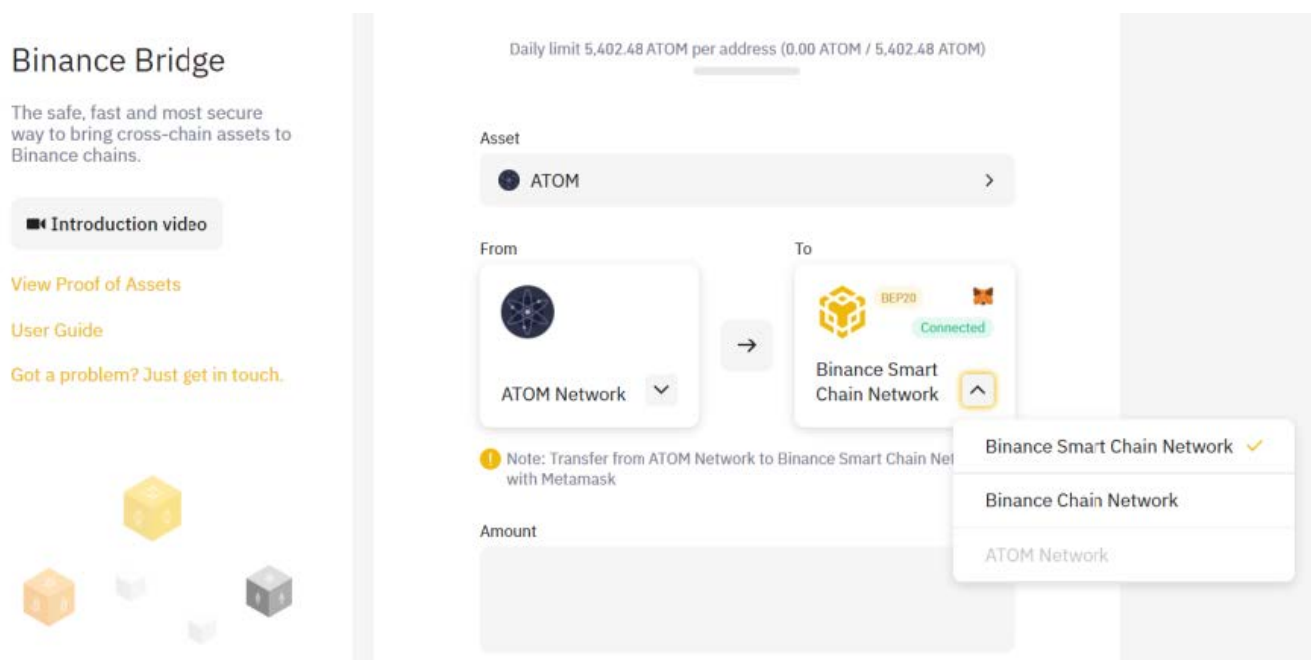 Binance Bridge
The safe, fast and most secure
way to bring cross-chain assets to
Binance chains.
Introduction video
View Proof of Assets
User Guide
Got a problem? Just get in touch.
Daily limit 5,402.48 ATOM per address (0.00 ATOM / 5,402.48 ATOM)
Asset
ATOM
From
To
ATOM Network
BEP20
Connected
Binance Smart
Chain Network
Binance Smart Chain Network
Binance Chain Network
ATOM Network
Note: Transfer from ATOM Network to Binance Smart Chain Net
with Metamask
Amount